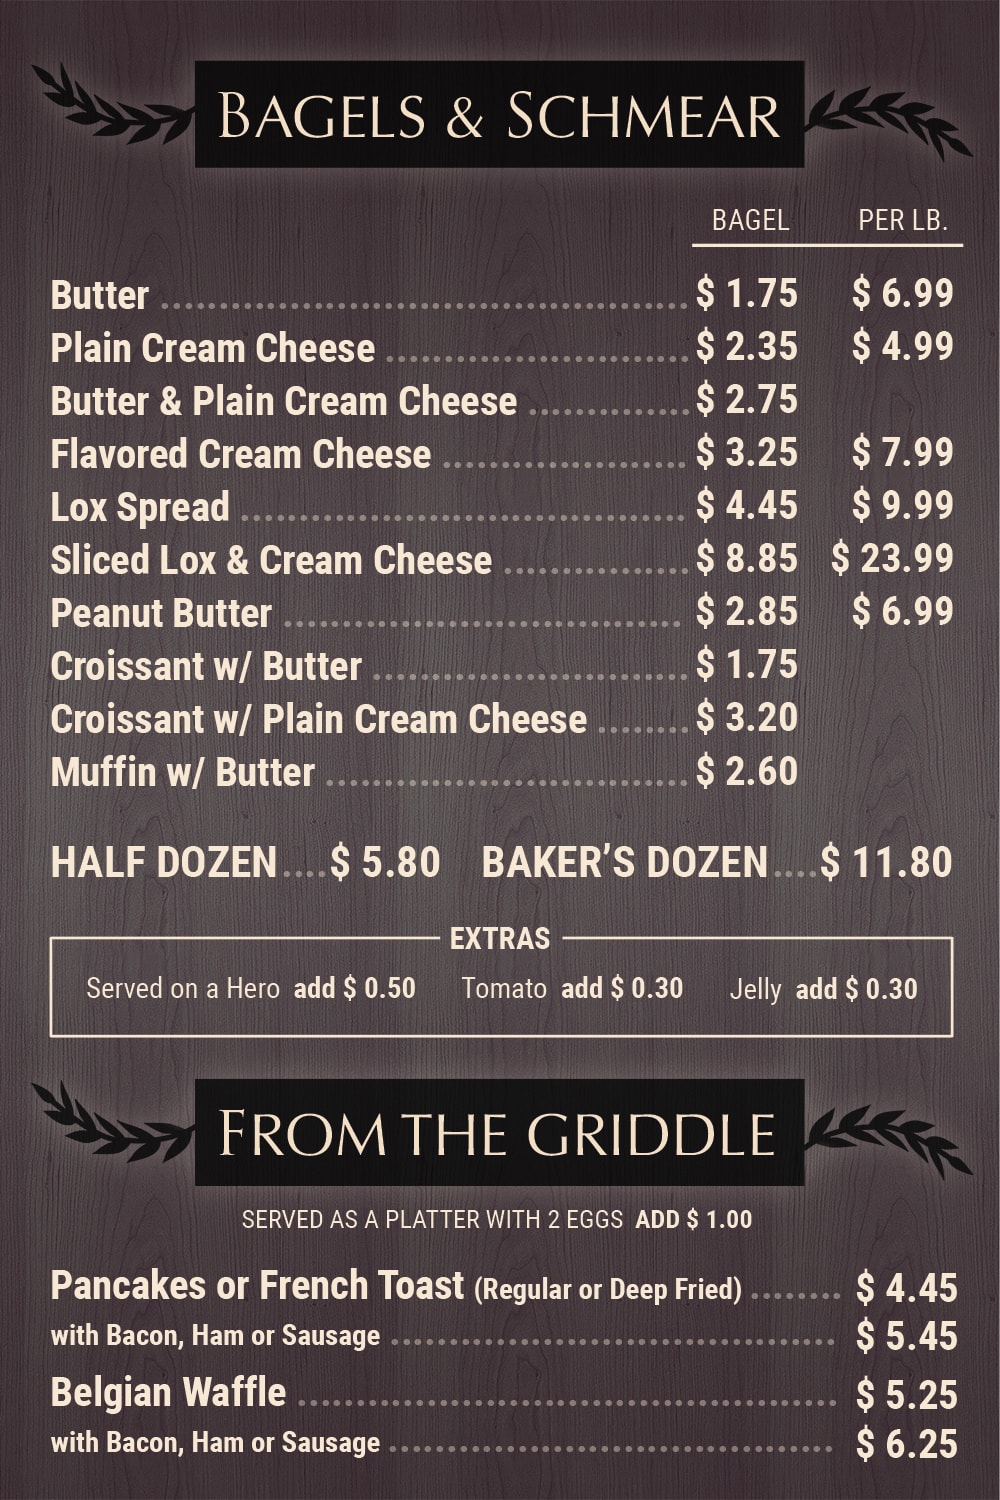 BAGELS & SCHMEAR
BAGEL PER LB.
Butter $ 1.75 $ 6.99
Plain Cream Cheese $ 2.35 $ 4.99
Butter & Plain Cream Cheese $ 2.75
Flavored Cream Cheese $ 3.25 $ 7.99
Lox Spread $ 4.45 $ 9.99
Sliced Lox & Cream Cheese $ 8.85 $ 23.99
Peanut Butter $ 2.85 $ 6.99
Croissant w/ Butter $ 1.75
Croissant w/ Plain Cream Cheese $ 3.20
Muffin w/ Butter $ 2.60
HALF DOZEN....$ 5.80 BAKER’S DOZEN....$ 11.80
EXTRAS
Served on a Hero add $ 0.50 Tomato add $ 0.30 Jelly add $ 0.30
FROM THE GRIDDLE
SERVED AS A PLATTER WITH 2 EGGS ADD $ 1.00
Pancakes or French Toast (Regular or Deep Fried) $ 4.45
with Bacon, Ham or Sausage $ 5.45
Belgian Waffle $ 5.25
with Bacon, Ham or Sausage $ 6.25